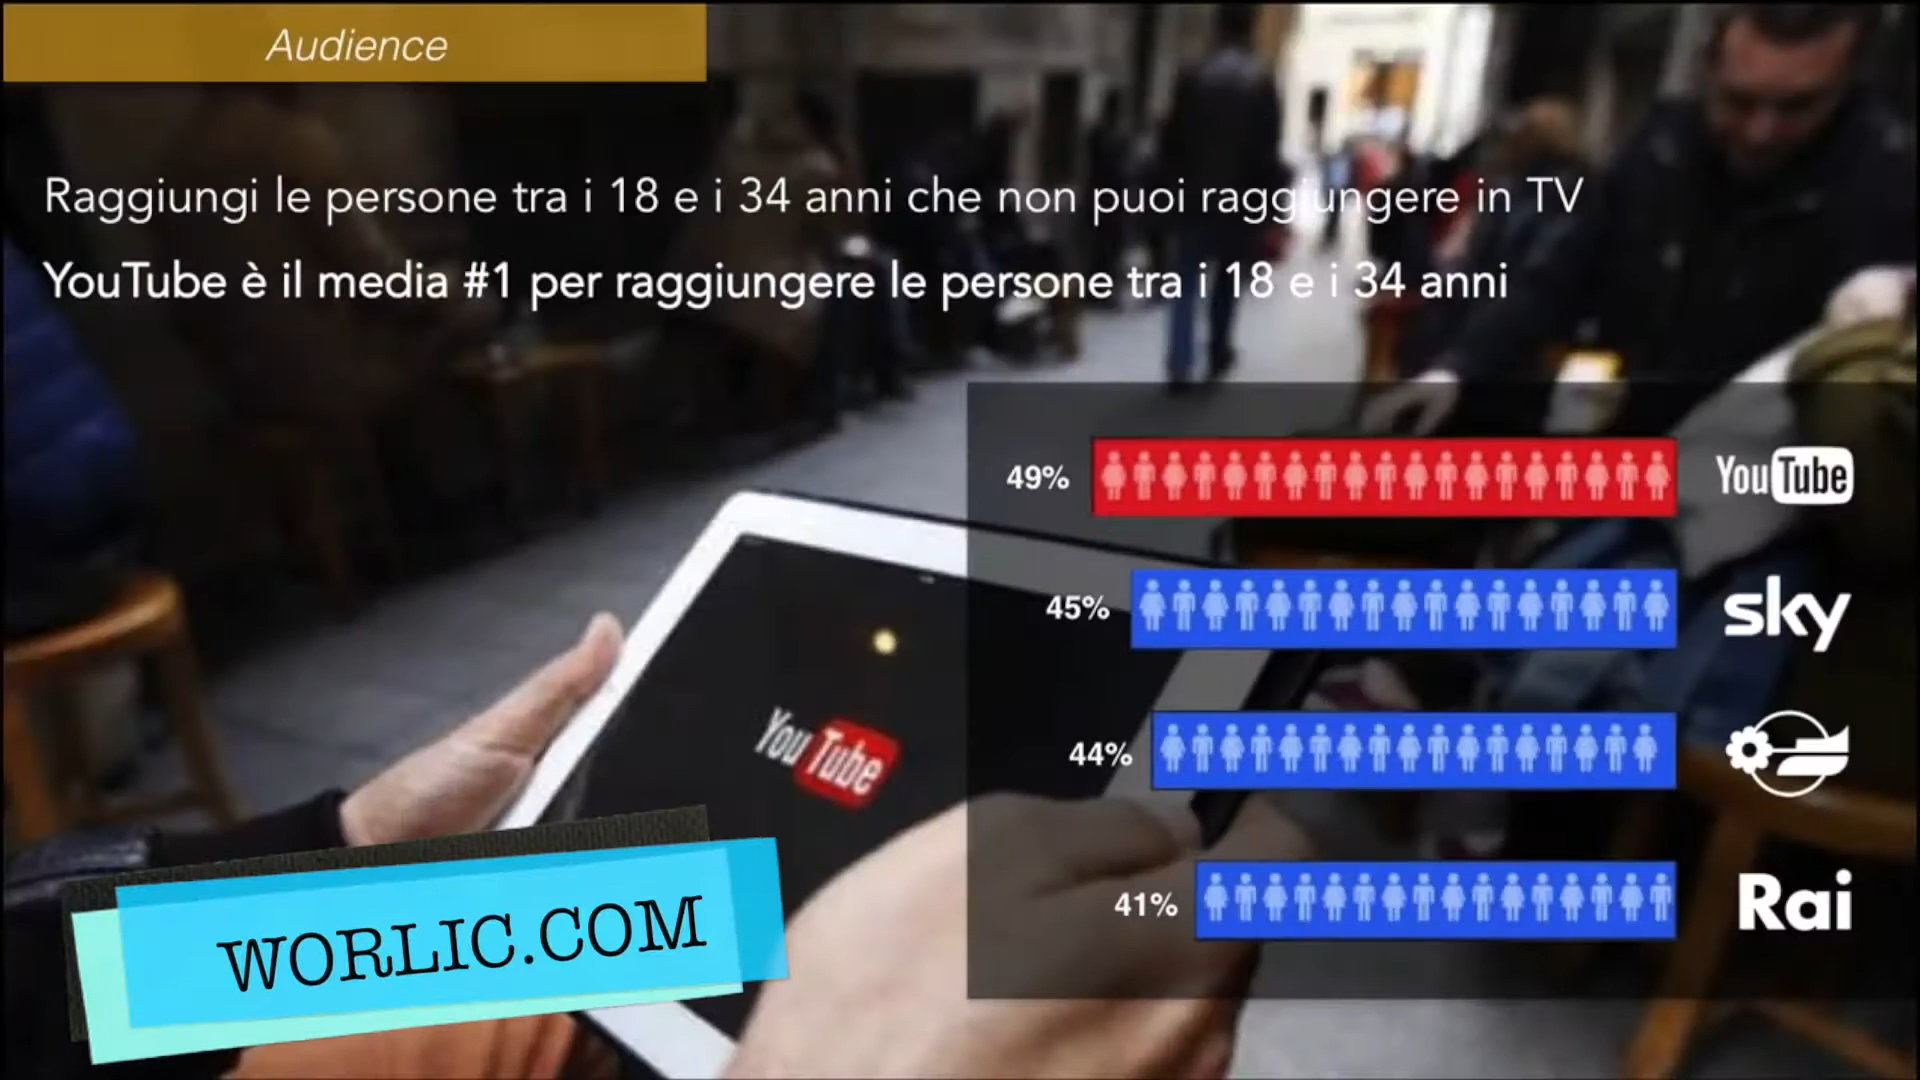 Audience
Raggiungi le persone tra i 18 e i 34 anni che non puoi raggiungere in TV
YouTube è il media #1 per raggiungere le persone tra i 18 e i 34 anni
49% YouTube
45% sky
44%
41% Rai
YouTube
WORLIC.COM